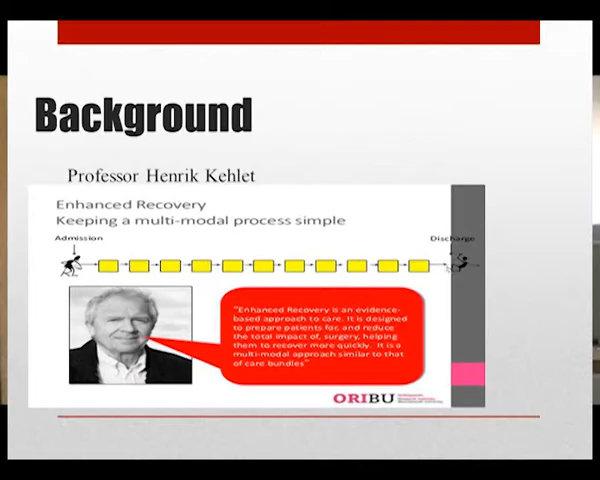 Background
Professor Henrik Kehlet
Enhanced Recovery
Keeping a multi-modal process simple
Admission
Discharge
"Enhanced Recovery is an evidence-
based approach to care. It is designed
to prepare patients for, and reduce
the total impact of, surgery, helping
them to recover more quickly. It is a
multi-modal approach similar to that
of care bundles"
ORIBU